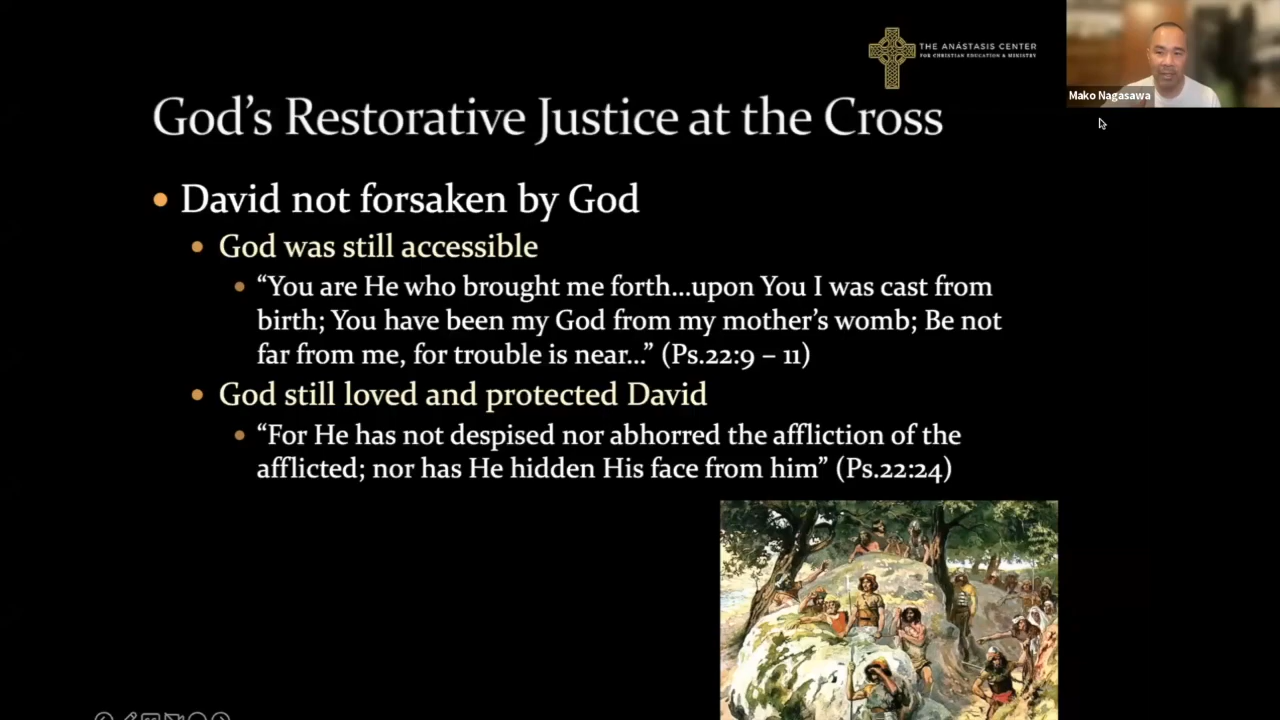 THE ANÁSTASIS CENTER
FOR CHRISTIAN EDUCATION & MINISTRY
Mako Nagasawa
God's Restorative Justice at the Cross
• David not forsaken by God
• God was still accessible
• “You are He who brought me forth…upon You I was cast from
birth; You have been my God from my mother's womb; Be not
far from me, for trouble is near…” (Ps.22:9 – 11)
• God still loved and protected David
• “For He has not despised nor abhorred the affliction of the
afflicted; nor has He hidden His face from him” (Ps.22:24)